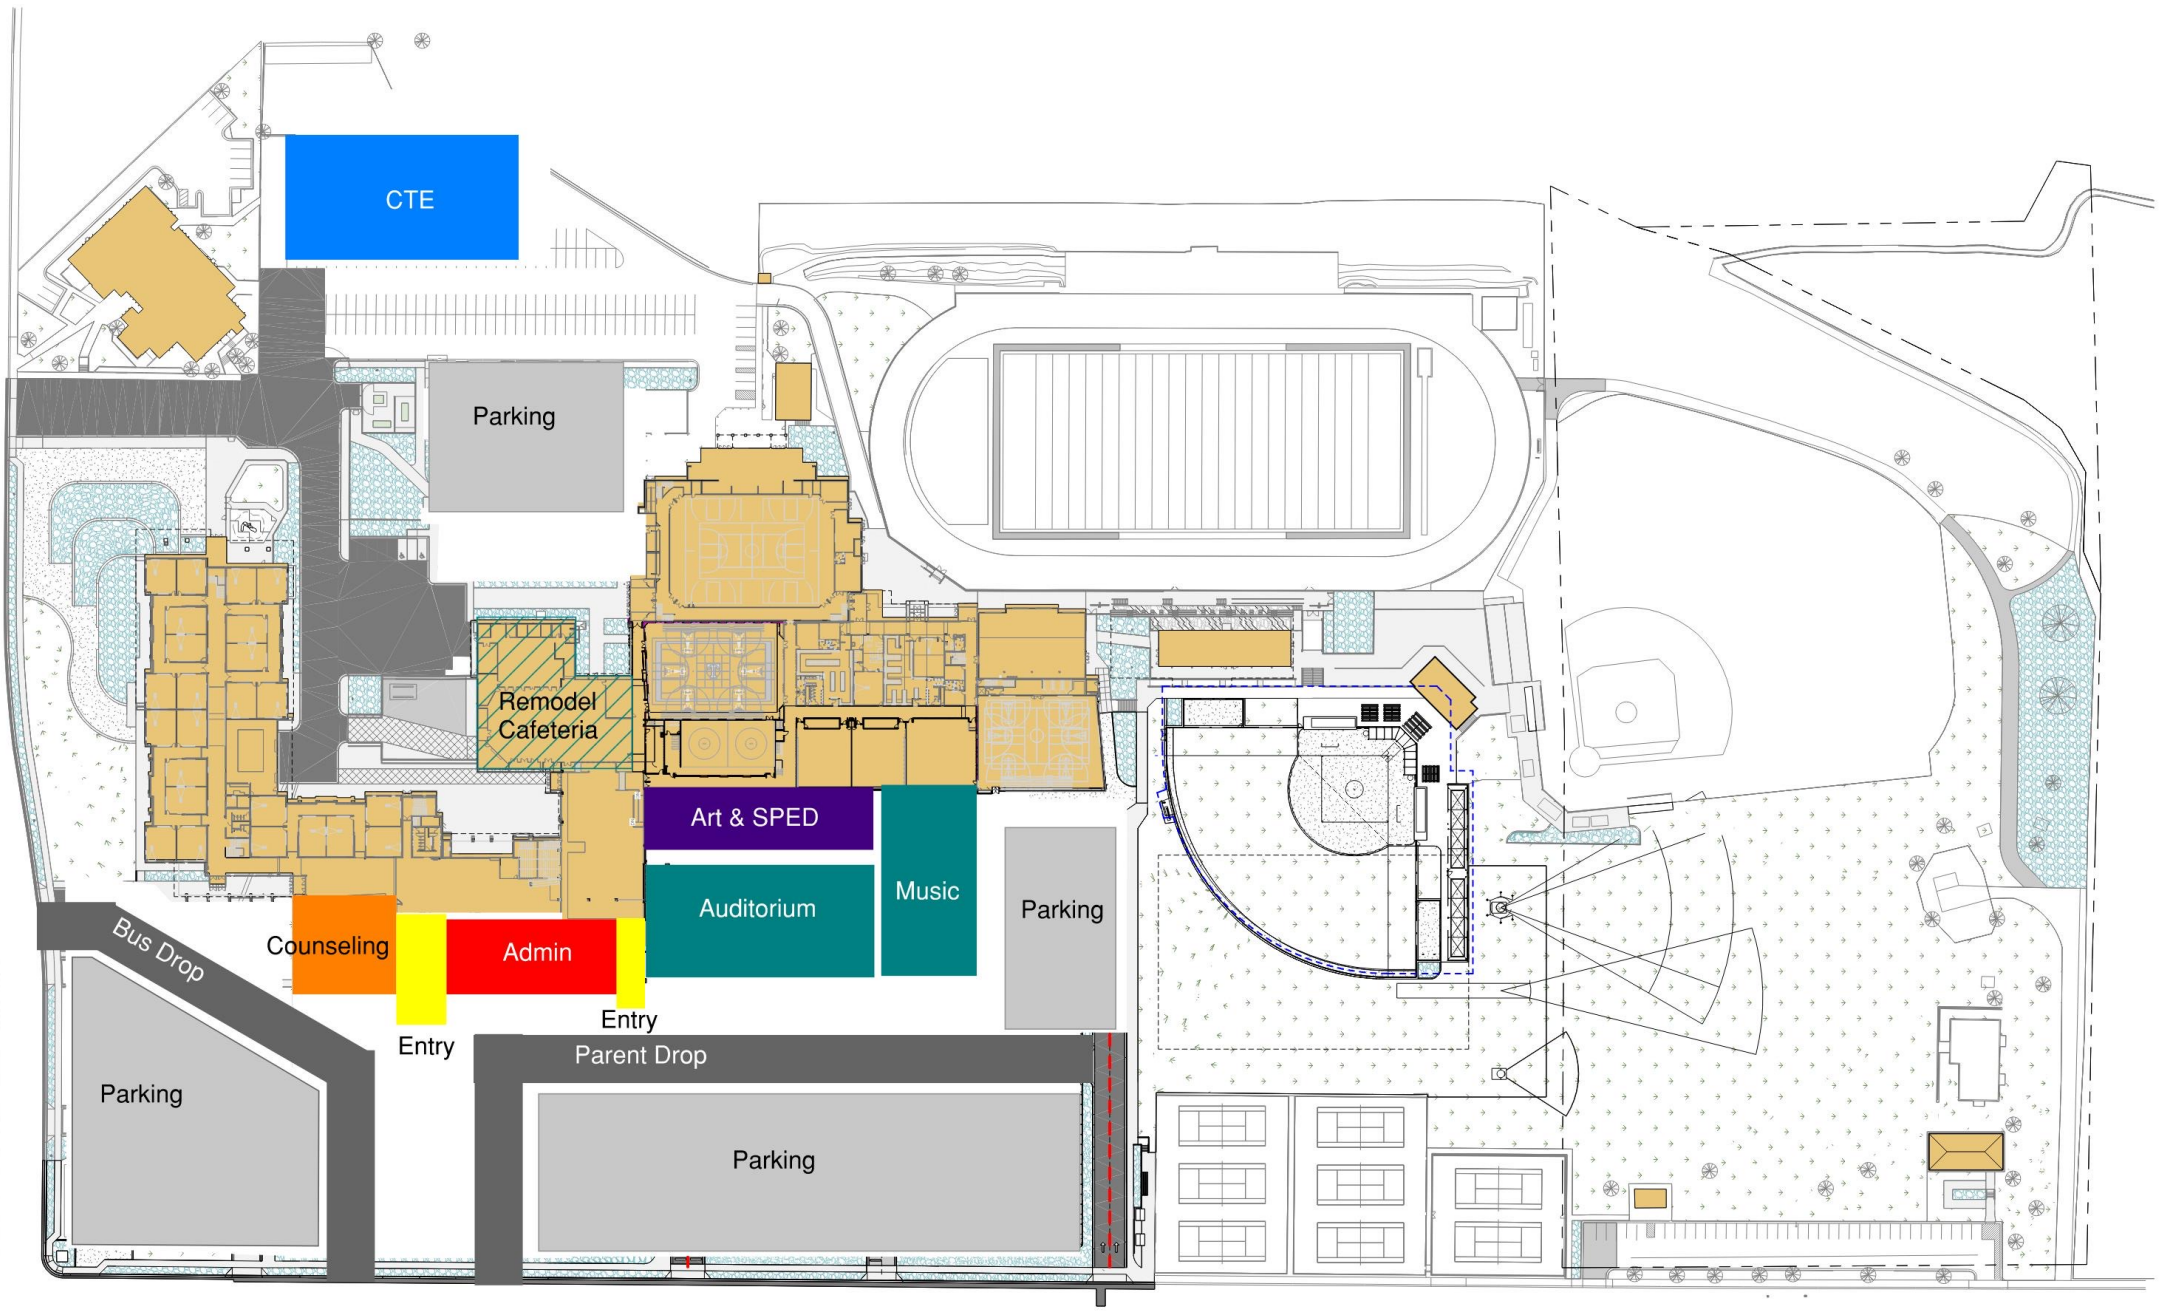 CTE
Parking
Remodel
Cafeteria
Art & SPED
Auditorium
Music
Parking
Bus Drop
Counseling
Admin
Entry
Entry
Parent Drop
Parking
Parking